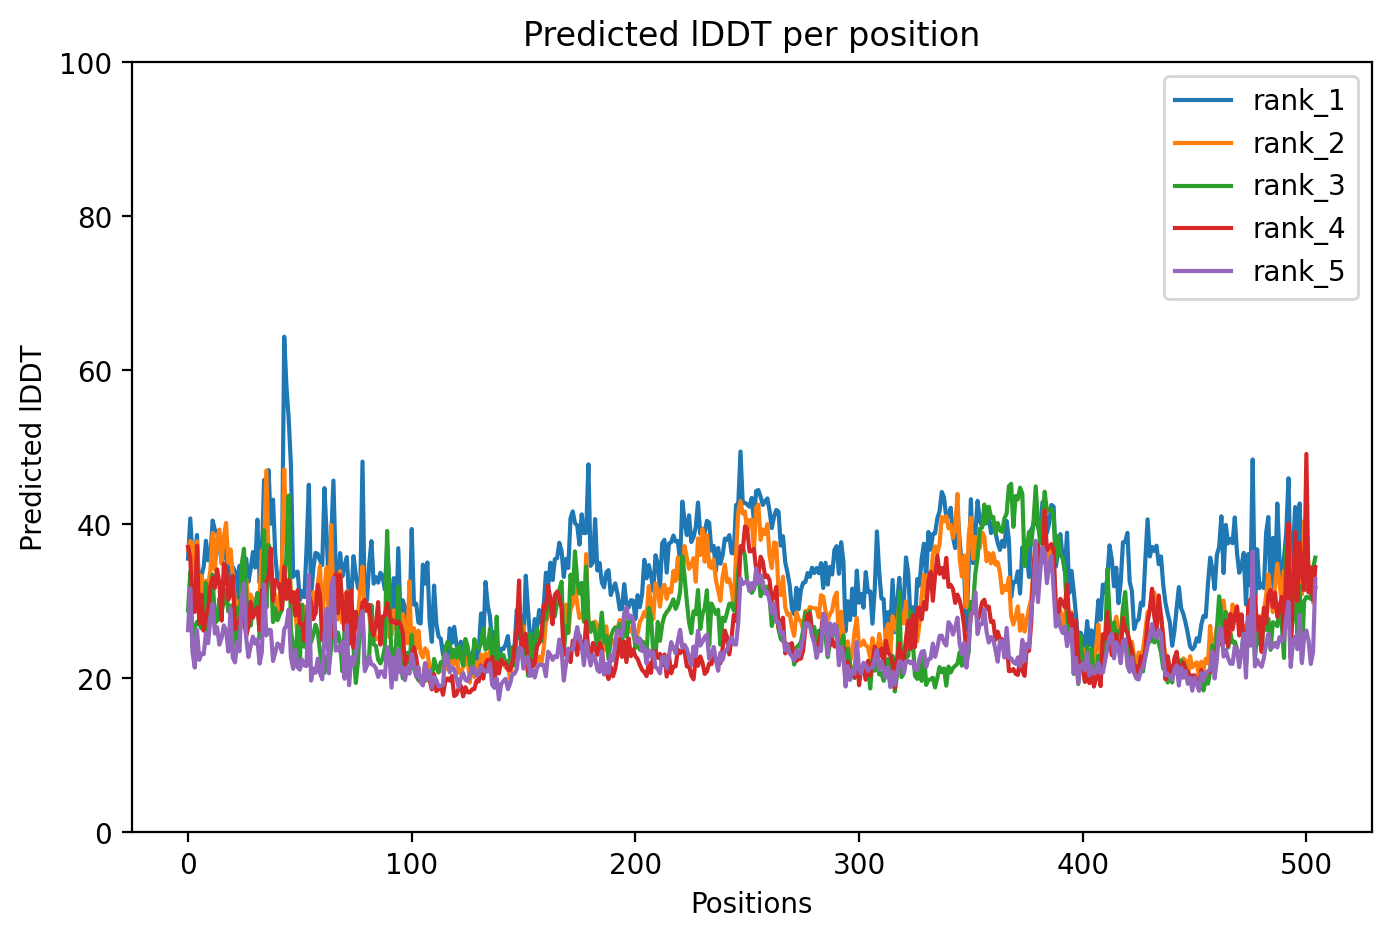 Predicted lDDT per position
Predicted lDDT
100
80
60
40
20
0
rank_1
rank_2
rank_3
rank_4
rank_5
0
100
200
300
400
500
Positions